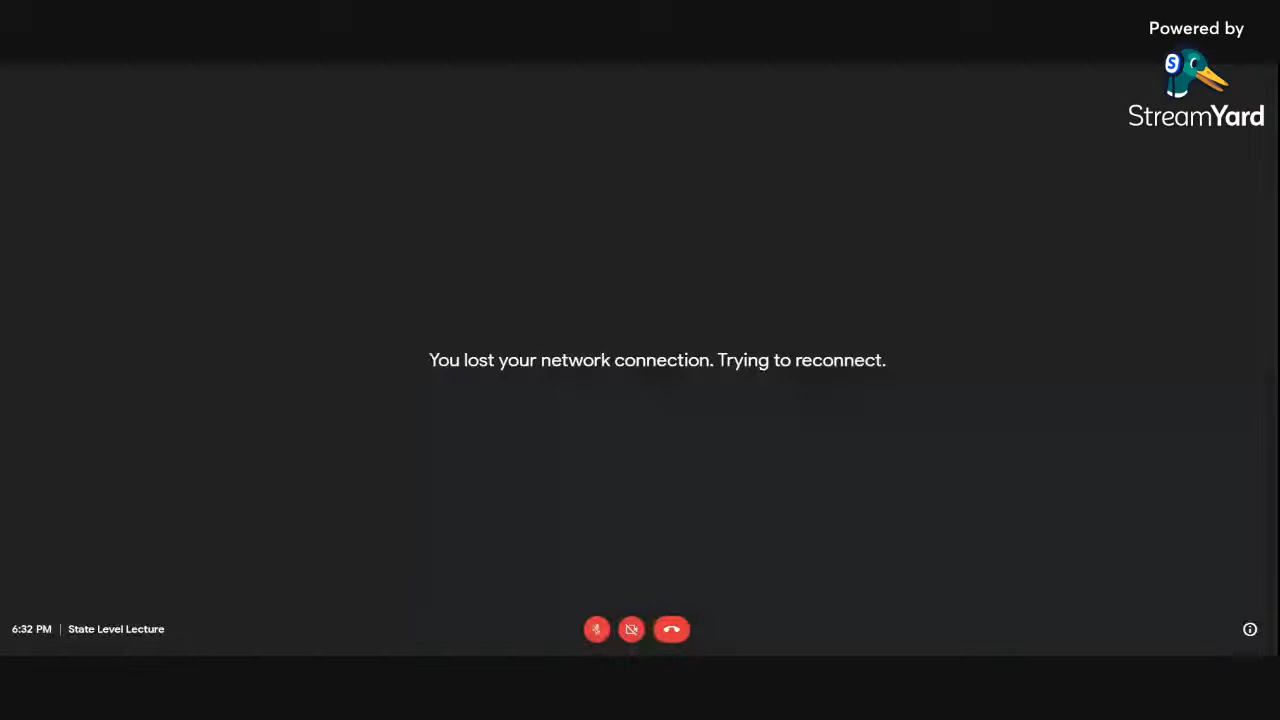 Powered by
S
StreamYard
You lost your network connection. Trying to reconnect.
6:32 PM | State Level Lecture